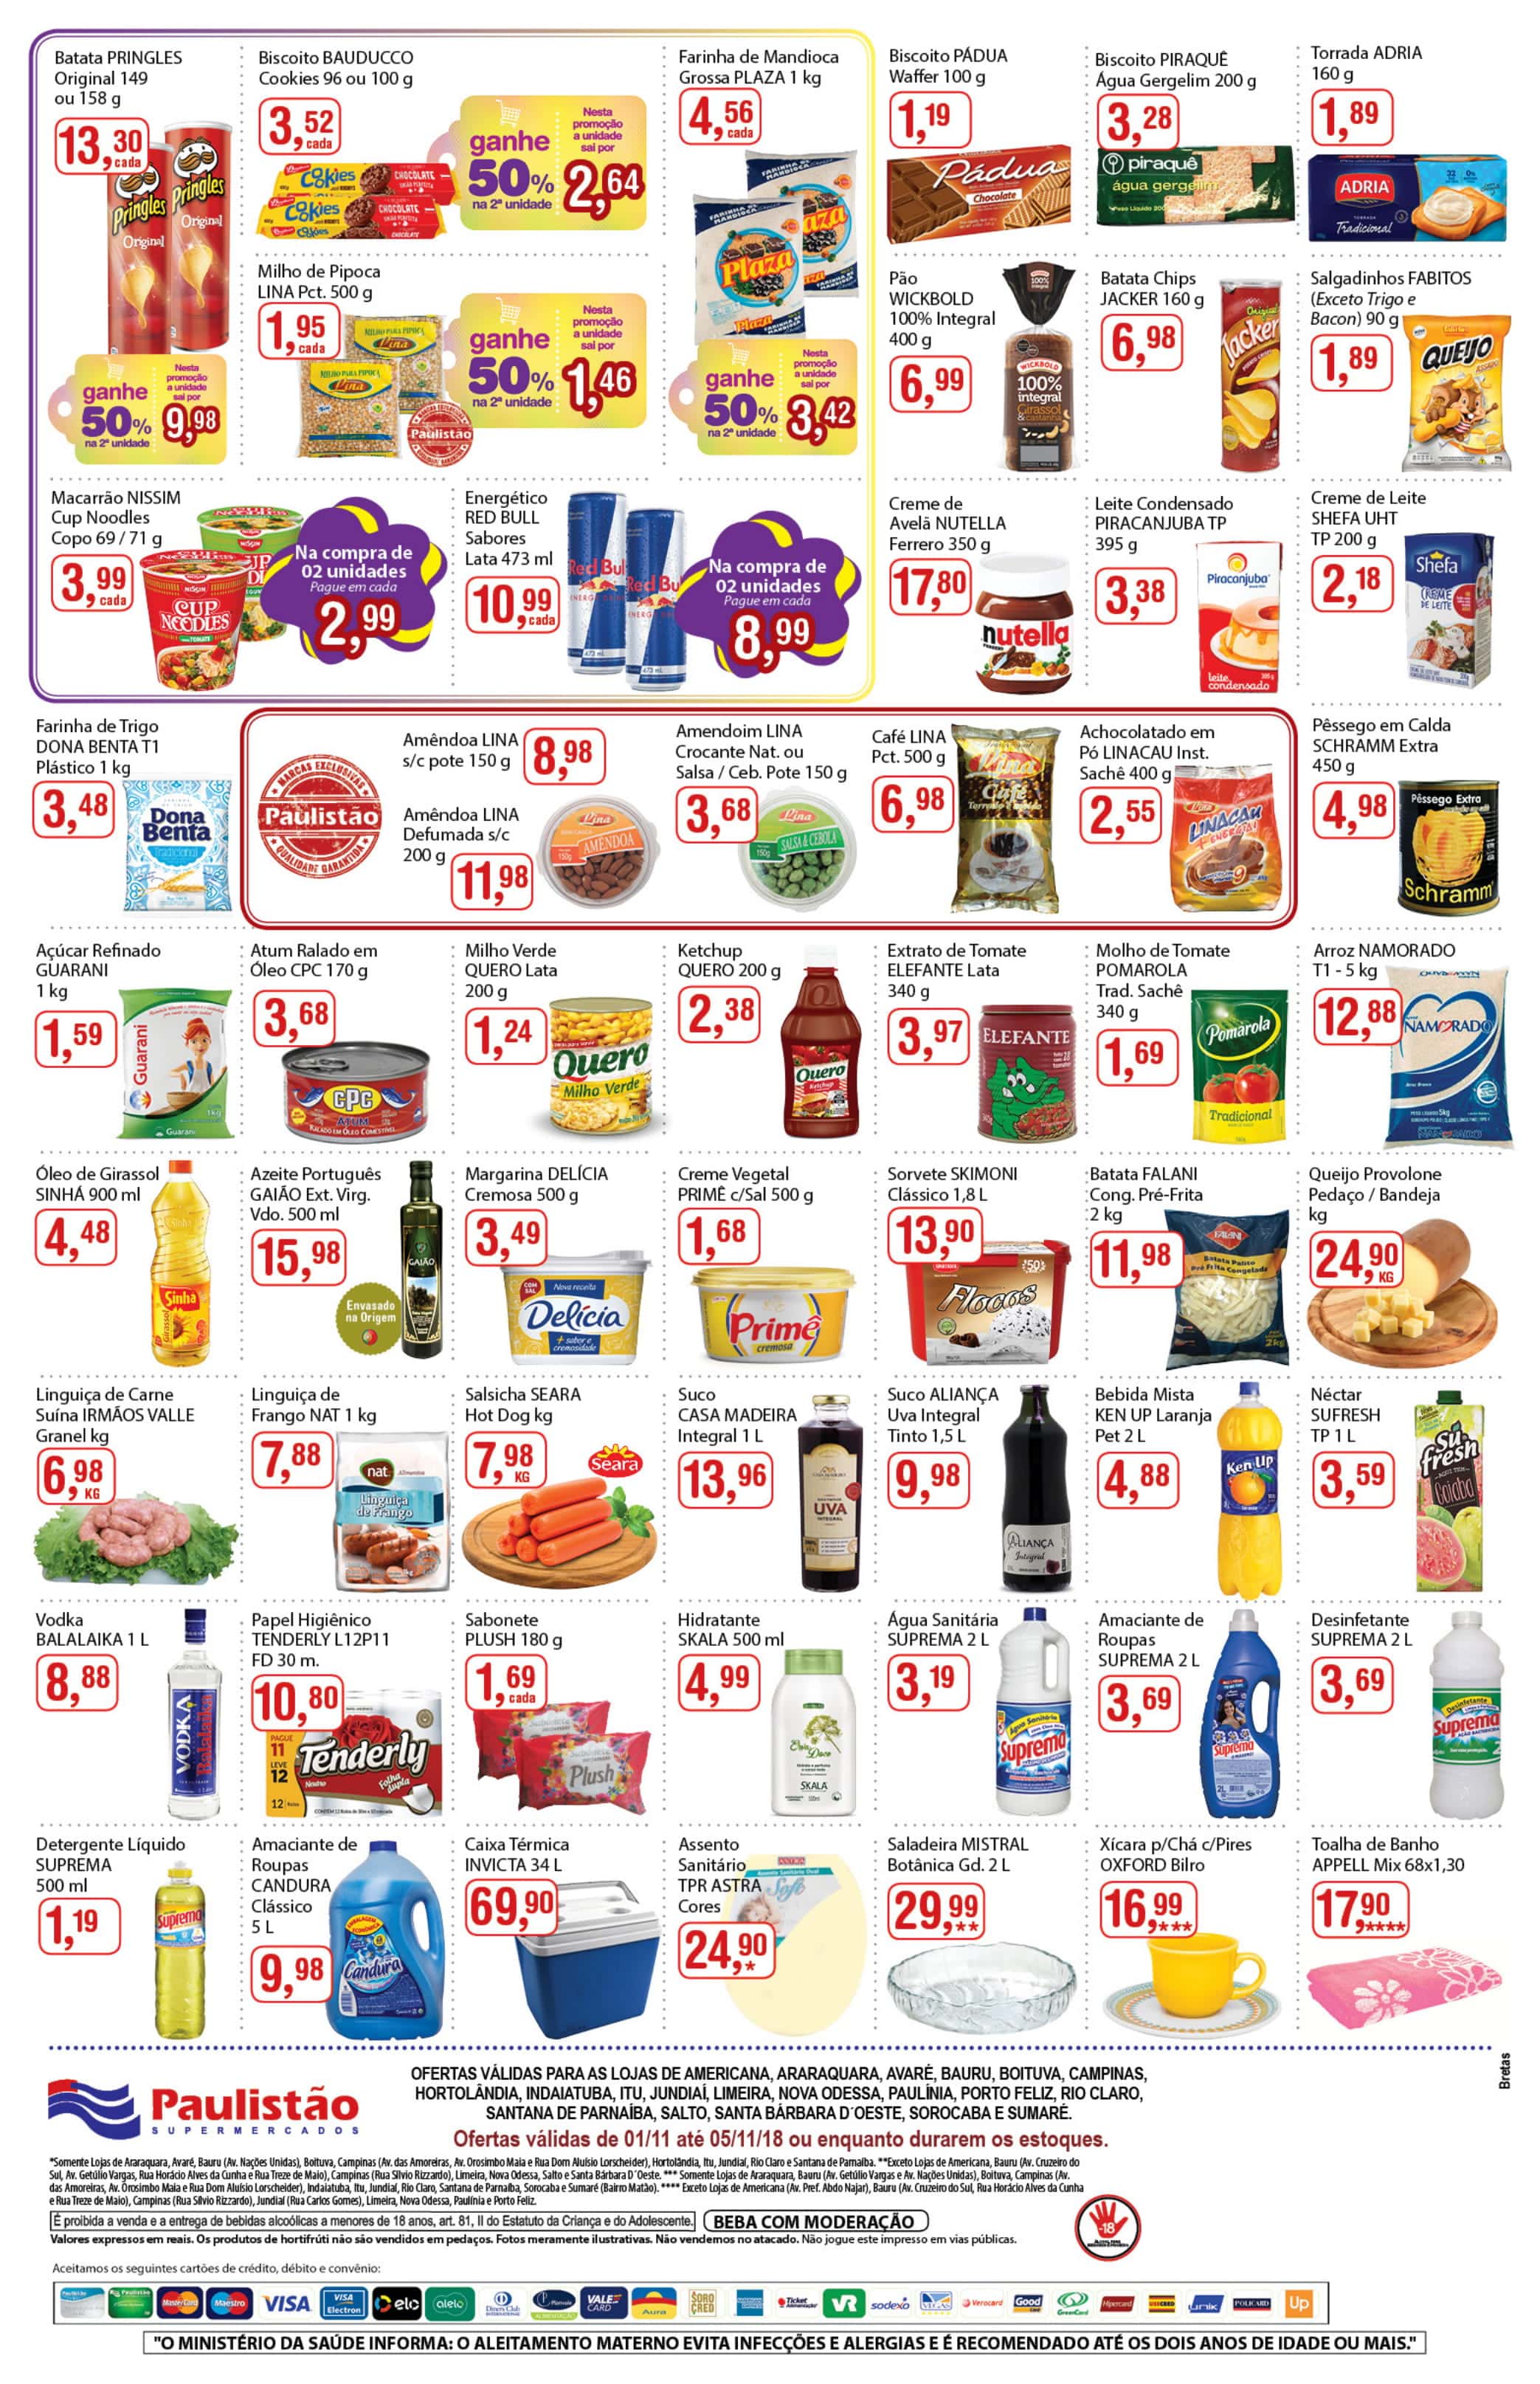 Batata PRINGLES
Original 149
ou 158 g
13,30
cada
ganhe
50%
na 2ª unidade
Nesta
promoção
a unidade
sai por
9,98
Biscoito BAUDUCCO
Cookies 96 ou 100 g
3,52
cada
ganhe
50%
na 2ª unidade
Nesta
promoção
a unidade
sai por
2,64
Milho de Pipoca
LINA Pct. 500 g
1,95
cada
ganhe
50%
na 2ª unidade
Nesta
promoção
a unidade
sai por
1,46
Farinha de Mandioca
Grossa PLAZA 1 kg
4,56
cada
ganhe
50%
na 2ª unidade
Nesta
promoção
a unidade
sai por
3,42
Biscoito PÁDUA
Waffer 100 g
1,19
Biscoito PIRAQUÊ
Água Gergelim 200 g
3,28
Torrada ADRIA
160 g
1,89
Pão
WICKBOLD
100% Integral
400 g
6,99
Batata Chips
JACKER 160 g
6,98
Salgadinhos FABITOS
(Exceto Trigo e
Bacon) 90 g
1,89
Macarrão NISSIM
Cup Noodles
Copo 69 / 71 g
3,99
cada
Na compra de
02 unidades
Pague em cada
2,99
Energético
RED BULL
Sabores
Lata 473 ml
10,99
cada
Na compra de
02 unidades
Pague em cada
8,99
Creme de
Avelã NUTELLA
Ferrero 350 g
17,80
Leite Condensado
PIRACANJUBA TP
395 g
3,38
Creme de Leite
SHEFA UHT
TP 200 g
2,18
Farinha de Trigo
DONA BENTA T1
Plástico 1 kg
3,48
MARCAS EXCLUSIVAS
Paulistão
QUALIDADE GARANTIDA
Amêndoa LINA
s/c pote 150 g
8,98
Amêndoa LINA
Defumada s/c
200 g
11,98
Amendoim LINA
Crocante Nat. ou
Salsa / Ceb. Pote 150 g
3,68
Café LINA
Pct. 500 g
6,98
Achocolatado em
Pó LINACAU Inst.
Sachê 400 g
2,55
Pêssego em Calda
SCHRAMM Extra
450 g
4,98
Açúcar Refinado
GUARANI
1 kg
1,59
Atum Ralado em
Óleo CPC 170 g
3,68
Milho Verde
QUERO Lata
200 g
1,24
Ketchup
QUERO 200 g
2,38
Extrato de Tomate
ELEFANTE Lata
340 g
3,97
Molho de Tomate
POMAROLA
Trad. Sachê
340 g
1,69
Arroz NAMORADO
T1 - 5 kg
12,88
Óleo de Girassol
SINHÁ 900 ml
4,48
Azeite Português
GAIÃO Ext. Virg.
Vdo. 500 ml
15,98
Envasado
na Origem
Margarina DELÍCIA
Cremosa 500 g
3,49
Creme Vegetal
PRIMÊ c/Sal 500 g
1,68
Sorvete SKIMONI
Clássico 1,8 L
13,90
Batata FALANI
Cong. Pré-Frita
2 kg
11,98
Queijo Provolone
Pedaço / Bandeja
kg
24,90
KG
Linguiça de Carne
Suína IRMÃOS VALLE
Granel kg
6,98
KG
Linguiça de
Frango NAT 1 kg
7,88
Salsicha SEARA
Hot Dog kg
7,98
KG
Seara
Suco
CASA MADEIRA
Integral 1 L
13,96
Suco ALIANÇA
Uva Integral
Tinto 1,5 L
9,98
Bebida Mista
KEN UP Laranja
Pet 2 L
4,88
Néctar
SUFRESH
TP 1 L
3,59
Vodka
BALALAIKA 1 L
8,88
Papel Higiênico
TENDERLY L12P11
FD 30 m.
10,80
Sabonete
PLUSH 180 g
1,69
cada
Hidratante
SKALA 500 ml
4,99
Água Sanitária
SUPREMA 2 L
3,19
Amaciante de
Roupas
SUPREMA 2 L
3,69
Desinfetante
SUPREMA 2 L
3,69
Detergente Líquido
SUPREMA
500 ml
1,19
Amaciante de
Roupas
CANDURA
Clássico
5 L
9,98
Caixa Térmica
INVICTA 34 L
69,90
Assento
Sanitário
TPR ASTRA
Cores
24,90
*
Saladeira MISTRAL
Botânica Gd. 2 L
29,99
**
Xícara p/Chá c/Pires
OXFORD Bilro
16,99
***
Toalha de Banho
APPELL Mix 68x1,30
17,90
****
Bretas
Paulistão
SUPERMERCADOS
OFERTAS VÁLIDAS PARA AS LOJAS DE AMERICANA, ARARAQUARA, AVARÉ, BAURU, BOITUVA, CAMPINAS,
HORTOLÂNDIA, INDAIATUBA, ITU, JUNDIAÍ, LIMEIRA, NOVA ODESSA, PAULÍNIA, PORTO FELIZ, RIO CLARO,
SANTANA DE PARNAÍBA, SALTO, SANTA BÁRBARA D´OESTE, SOROCABA E SUMARÉ.
Ofertas válidas de 01/11 até 05/11/18 ou enquanto durarem os estoques.
*Somente Lojas de Araraquara, Avaré, Bauru (Av. Nações Unidas), Boituva, Campinas (Av. das Amoreiras, Av. Orosimbo Maia e Rua Dom Aluísio Lorscheider), Hortolândia, Itu, Jundiaí, Rio Claro e Santana de Parnaíba. **Exceto Lojas de Americana, Bauru (Av. Cruzeiro do
Sul, Av. Getúlio Vargas, Rua Horácio Alves da Cunha e Rua Treze de Maio), Campinas (Rua Sílvio Rizzardo), Limeira, Nova Odessa, Salto e Santa Bárbara D´Oeste. *** Somente Lojas de Araraquara, Bauru (Av. Getúlio Vargas e Av. Nações Unidas), Boituva, Campinas (Av.
das Amoreiras, Av. Orosimbo Maia e Rua Dom Aluísio Lorscheider), Indaiatuba, Itu, Jundiaí, Rio Claro, Santana de Parnaíba, Sorocaba e Sumaré (Bairro Matão). **** Exceto Lojas de Americana (Av. Pref. Abdo Najar), Bauru (Av. Cruzeiro do Sul, Rua Horácio Alves da Cunha
e Rua Treze de Maio), Campinas (Rua Sílvio Rizzardo), Jundiaí (Rua Carlos Gomes), Limeira, Nova Odessa, Paulínia e Porto Feliz.
É proibida a venda e a entrega de bebidas alcoólicas a menores de 18 anos, art. 81, II do Estatuto da Criança e do Adolescente.
BEBA COM MODERAÇÃO
-18
Valores expressos em reais. Os produtos de hortifrúti não são vendidos em pedaços. Fotos meramente ilustrativas. Não vendemos no atacado. Não jogue este impresso em vias públicas.
Aceitamos os seguintes cartões de crédito, débito e convênio:
MasterCard Maestro VISA VISA Electron elo alelo VALE CARD Aura SORO CRED Ticket VR sodexo VEGAS Verocard Good GreenCard Hipercard POLICARD Up
"O MINISTÉRIO DA SAÚDE INFORMA: O ALEITAMENTO MATERNO EVITA INFECÇÕES E ALERGIAS E É RECOMENDADO ATÉ OS DOIS ANOS DE IDADE OU MAIS."